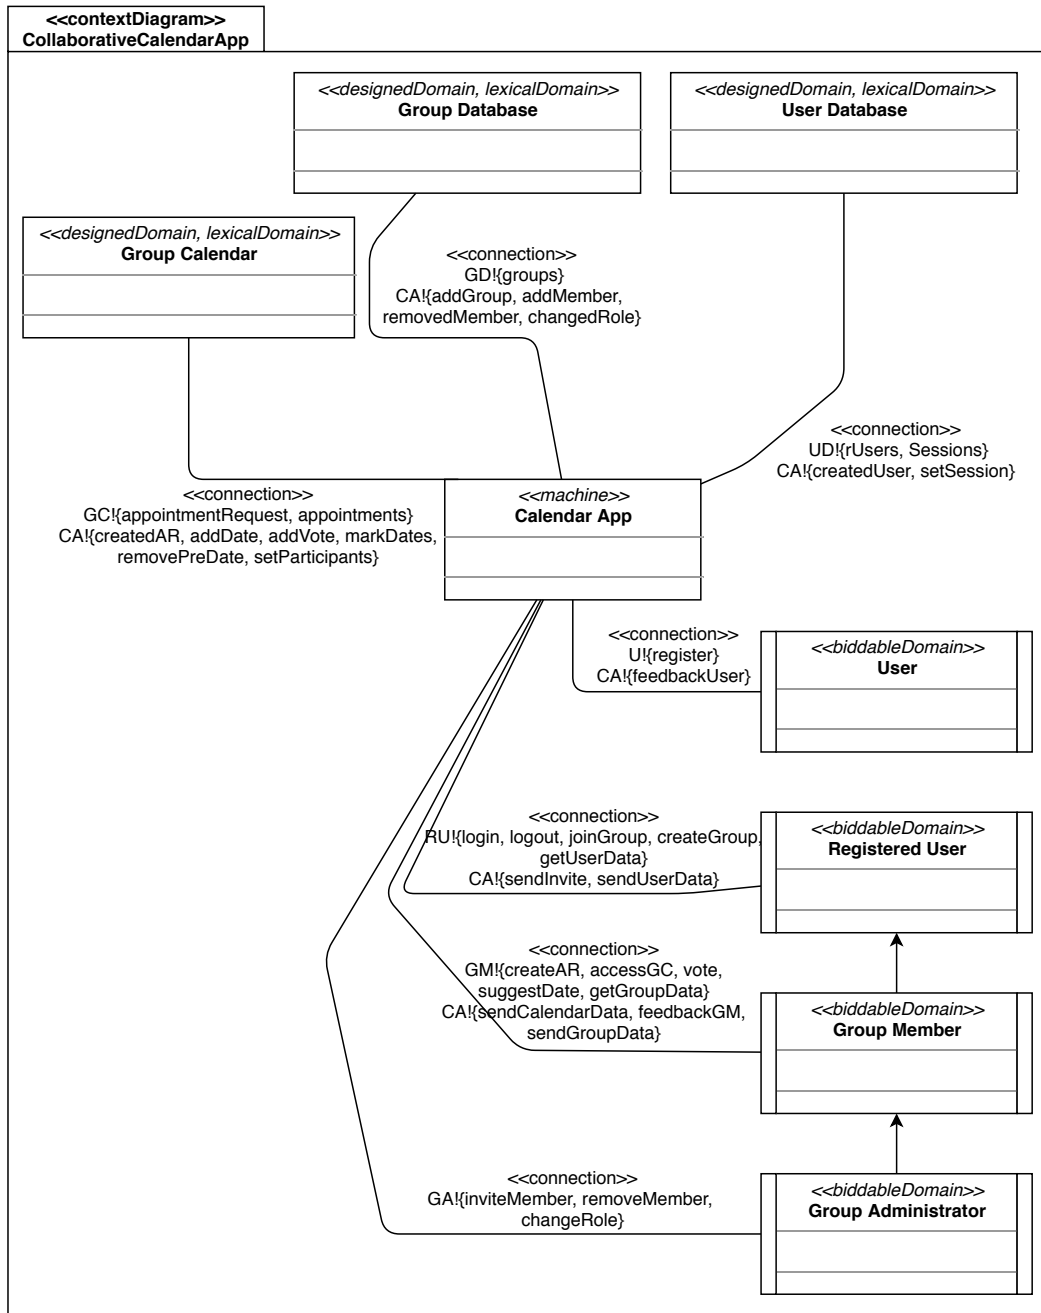 <<contextDiagram>>
CollaborativeCalendarApp
<<designedDomain, lexicalDomain>>
Group Database
<<designedDomain, lexicalDomain>>
User Database
<<designedDomain, lexicalDomain>>
Group Calendar
<<connection>>
GD!{groups}
CA!{addGroup, addMember,
removedMember, changedRole}
<<connection>>
UD!{rUsers, Sessions}
CA!{createdUser, setSession}
<<connection>>
GC!{appointmentRequest, appointments}
CA!{createdAR, addDate, addVote, markDates,
removePreDate, setParticipants}
<<machine>>
Calendar App
<<connection>>
U!{register}
CA!{feedbackUser}
<<biddableDomain>>
User
<<connection>>
RU!{login, logout, joinGroup, createGroup,
getUserData}
CA!{sendInvite, sendUserData}
<<biddableDomain>>
Registered User
<<connection>>
GM!{createAR, accessGC, vote,
suggestDate, getGroupData}
CA!{sendCalendarData, feedbackGM,
sendGroupData}
<<biddableDomain>>
Group Member
<<connection>>
GA!{inviteMember, removeMember,
changeRole}
<<biddableDomain>>
Group Administrator